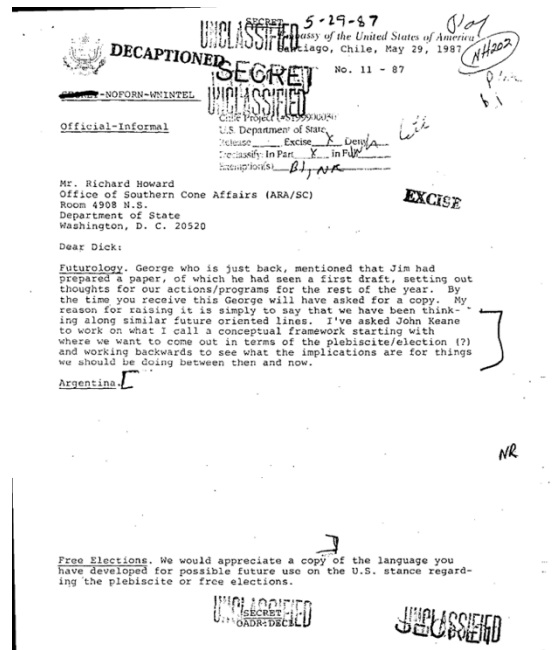 SECRET 5-29-87
UNCLASSIFIED
Embassy of the United States of America
Santiago, Chile, May 29, 1987
NH202
DECAPTIONED
SECRET
No. 11 - 87
UNCLASSIFIED
-NOFORN-WNINTEL
b1
Official-Informal
Chile Project (#S199900030
U.S. Department of State
Release Excise X Deny
Declassify: In Part X in Full
Exemption(s) B1, NR
EXCISE
Mr. Richard Howard
Office of Southern Cone Affairs (ARA/SC)
Room 4908 N.S.
Department of State
Washington, D. C. 20520
Dear Dick:
Futurology. George who is just back, mentioned that Jim had
prepared a paper, of which he had seen a first draft, setting out
thoughts for our actions/programs for the rest of the year. By
the time you receive this George will have asked for a copy. My
reason for raising it is simply to say that we have been think-
ing along similar future oriented lines. I've asked John Keane
to work on what I call a conceptual framework starting with
where we want to come out in terms of the plebiscite/election (?)
and working backwards to see what the implications are for things
we should be doing between then and now.
Argentina. [
NR
]
Free Elections. We would appreciate a copy of the language you
have developed for possible future use on the U.S. stance regard-
ing the plebiscite or free elections.
UNCLASSIFIED
SECRET
OADR:DECL
UNCLASSIFIED